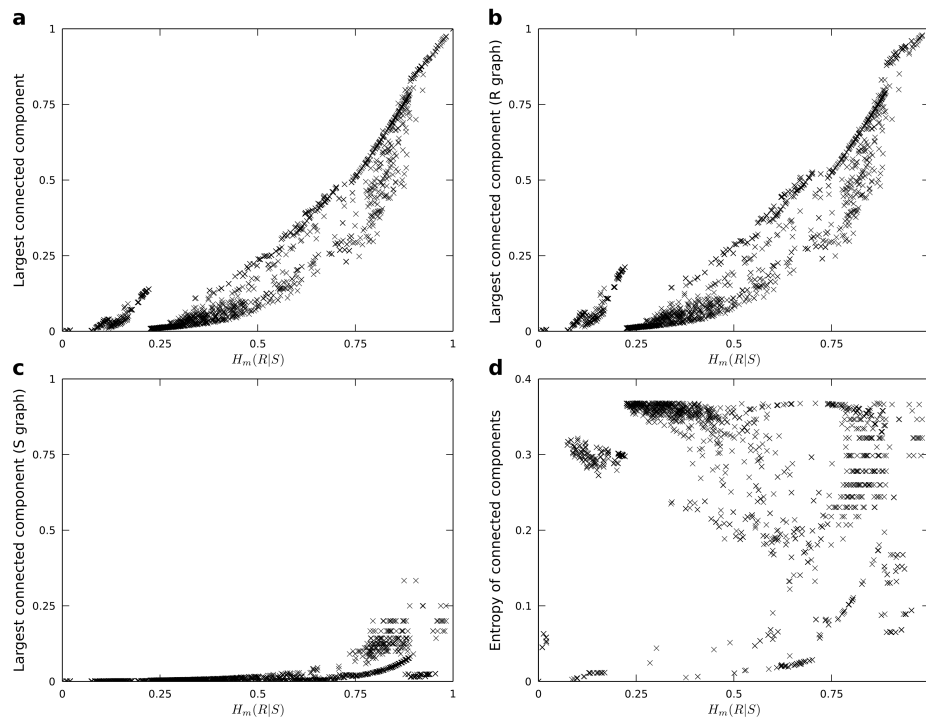 a
Largest connected component
1
0.75
0.5
0.25
0
0 0.25 0.5 0.75 1
H_m(R|S)
b
Largest connected component (R graph)
1
0.75
0.5
0.25
0
0 0.25 0.5 0.75
H_m(R|S)
c
Largest connected component (S graph)
1
0.75
0.5
0.25
0
0 0.25 0.5 0.75 1
H_m(R|S)
d
Entropy of connected components
0.4
0.3
0.2
0.1
0
0 0.25 0.5 0.75
H_m(R|S)